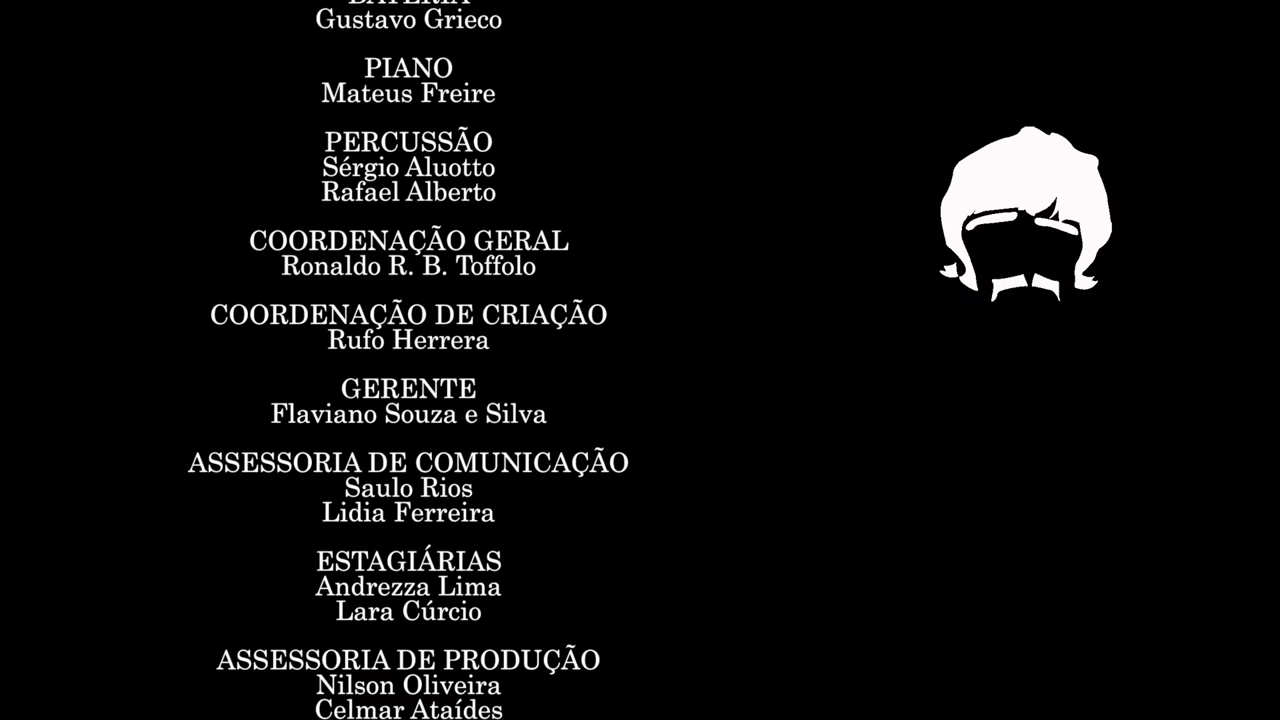 BATERIA
Gustavo Grieco
PIANO
Mateus Freire
PERCUSSÃO
Sérgio Aluotto
Rafael Alberto
COORDENAÇÃO GERAL
Ronaldo R. B. Toffolo
COORDENAÇÃO DE CRIAÇÃO
Rufo Herrera
GERENTE
Flaviano Souza e Silva
ASSESSORIA DE COMUNICAÇÃO
Saulo Rios
Lidia Ferreira
ESTAGIÁRIAS
Andrezza Lima
Lara Cúrcio
ASSESSORIA DE PRODUÇÃO
Nilson Oliveira
Celmar Ataídes